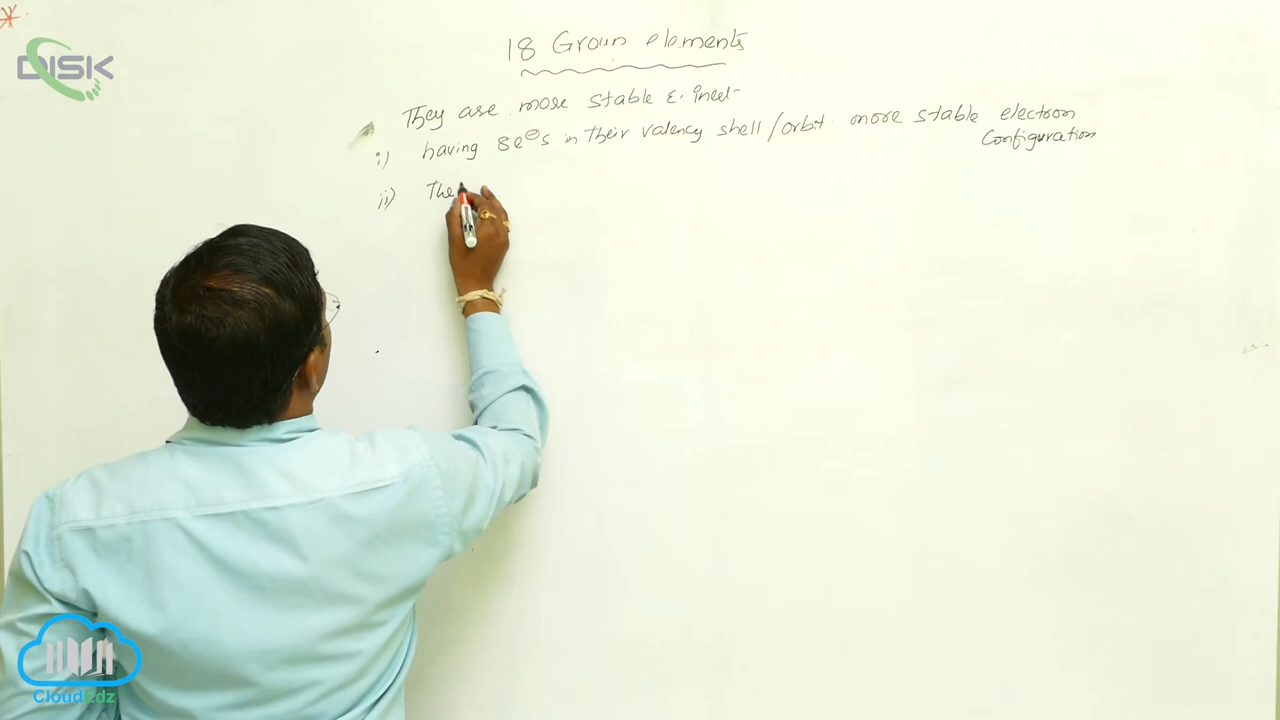 DISK
18 Group elements
They are more stable & inert
i) having 8e⊖s in their valency shell/orbit more stable electron
configuration
ii) The
CloudEdz